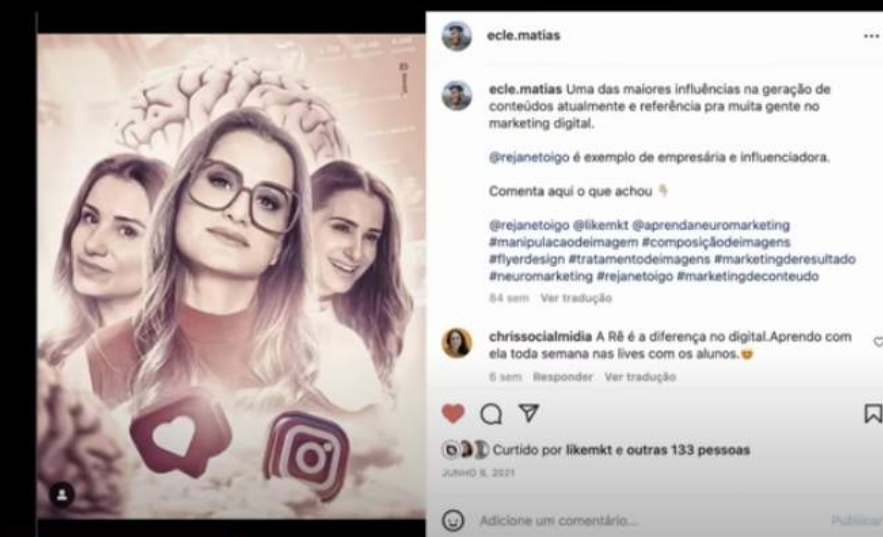 ecle.matias
ecle.matias Uma das maiores influências na geração de
conteúdos atualmente e referência pra muita gente no
marketing digital.
@rejanetoigo é exemplo de empresária e influenciadora.
Comenta aqui o que achou 👇🏼
@rejanetoigo @likemkt @aprendaneuromarketing
#manipulacaodeimagem #composiçãodeimagens
#flyerdesign #tratamentodeimagens #marketingderesultado
#neuromarketing #rejanetoigo #marketingdeconteudo
84 sem Ver tradução
chrissocialmidia A Rê é a diferença no digital.Aprendo com
ela toda semana nas lives com os alunos.😍
6 sem Responder Ver tradução
Curtido por likemkt e outras 133 pessoas
JUNHO 8, 2021
Adicione um comentário...
Publicar